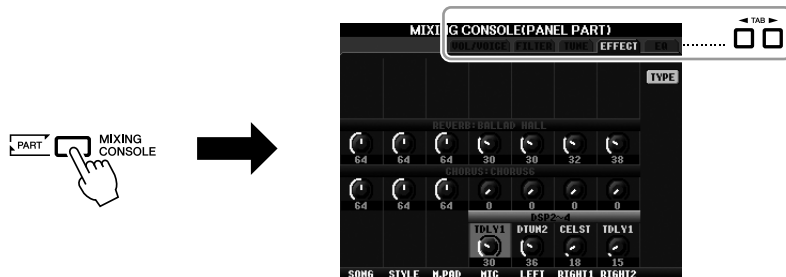 ◄ TAB ►
MIXING CONSOLE(PANEL PART)
VOL/VOICE FILTER TUNE EFFECT EQ
TYPE
REVERB:BALLAD HALL
64 64 64 30 30 32 38
CHORUS:CHORUS6
64 64 64 0 0 0 0
DSP2~4
TDLY1 DTUN2 CELST TDLY1
30 36 18 15
SONG STYLE M.PAD MIC LEFT RIGHT1 RIGHT2
PART
MIXING
CONSOLE